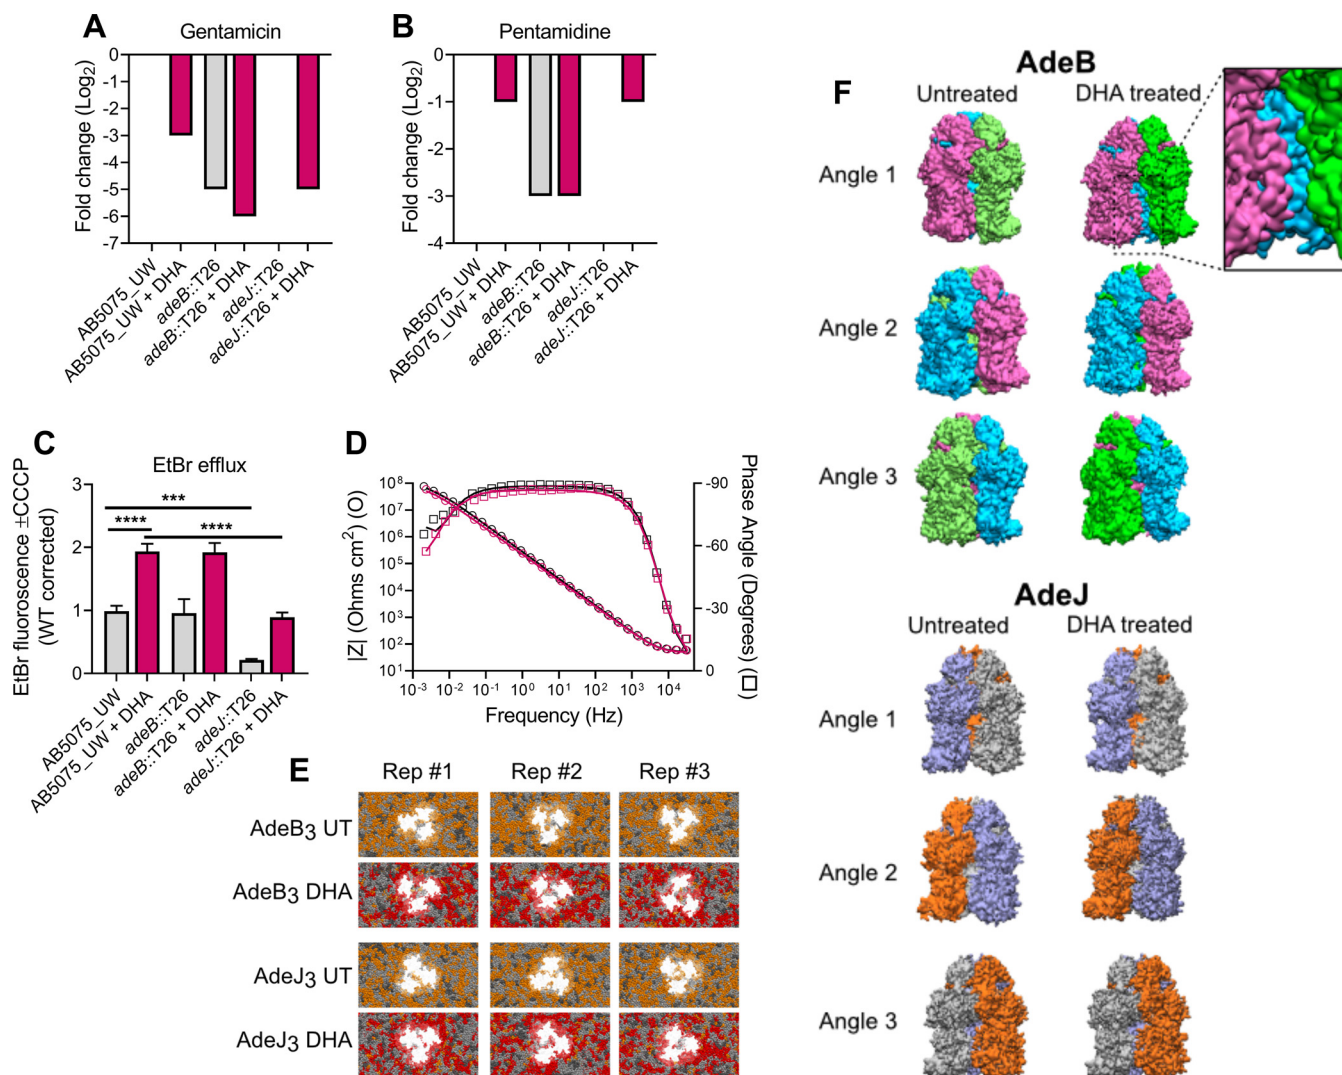 A
Gentamicin
Fold change (Log2)
0
-1
-2
-3
-4
-5
-6
-7
AB5075_UW
AB5075_UW + DHA
adeB::T26
adeB::T26 + DHA
adeJ::T26
adeJ::T26 + DHA
B
Pentamidine
Fold change (Log2)
0
-1
-2
-3
-4
AB5075_UW
AB5075_UW + DHA
adeB::T26
adeB::T26 + DHA
adeJ::T26
adeJ::T26 + DHA
C
EtBr efflux
EtBr fluoroscence ±CCCP
(WT corrected)
3
2
1
0
***
****
****
AB5075_UW
AB5075_UW + DHA
adeB::T26
adeB::T26 + DHA
adeJ::T26
adeJ::T26 + DHA
D
|Z| (Ohms cm2) (O)
10^8
10^7
10^6
10^5
10^4
10^3
10^2
10^1
10^-3 10^-2 10^-1 10^0 10^1 10^2 10^3 10^4
Frequency (Hz)
-90
-60
-30
0
Phase Angle (Degrees) (□)
E
Rep #1 Rep #2 Rep #3
AdeB3 UT
AdeB3 DHA
AdeJ3 UT
AdeJ3 DHA
F
AdeB
Untreated DHA treated
Angle 1
Angle 2
Angle 3
AdeJ
Untreated DHA treated
Angle 1
Angle 2
Angle 3